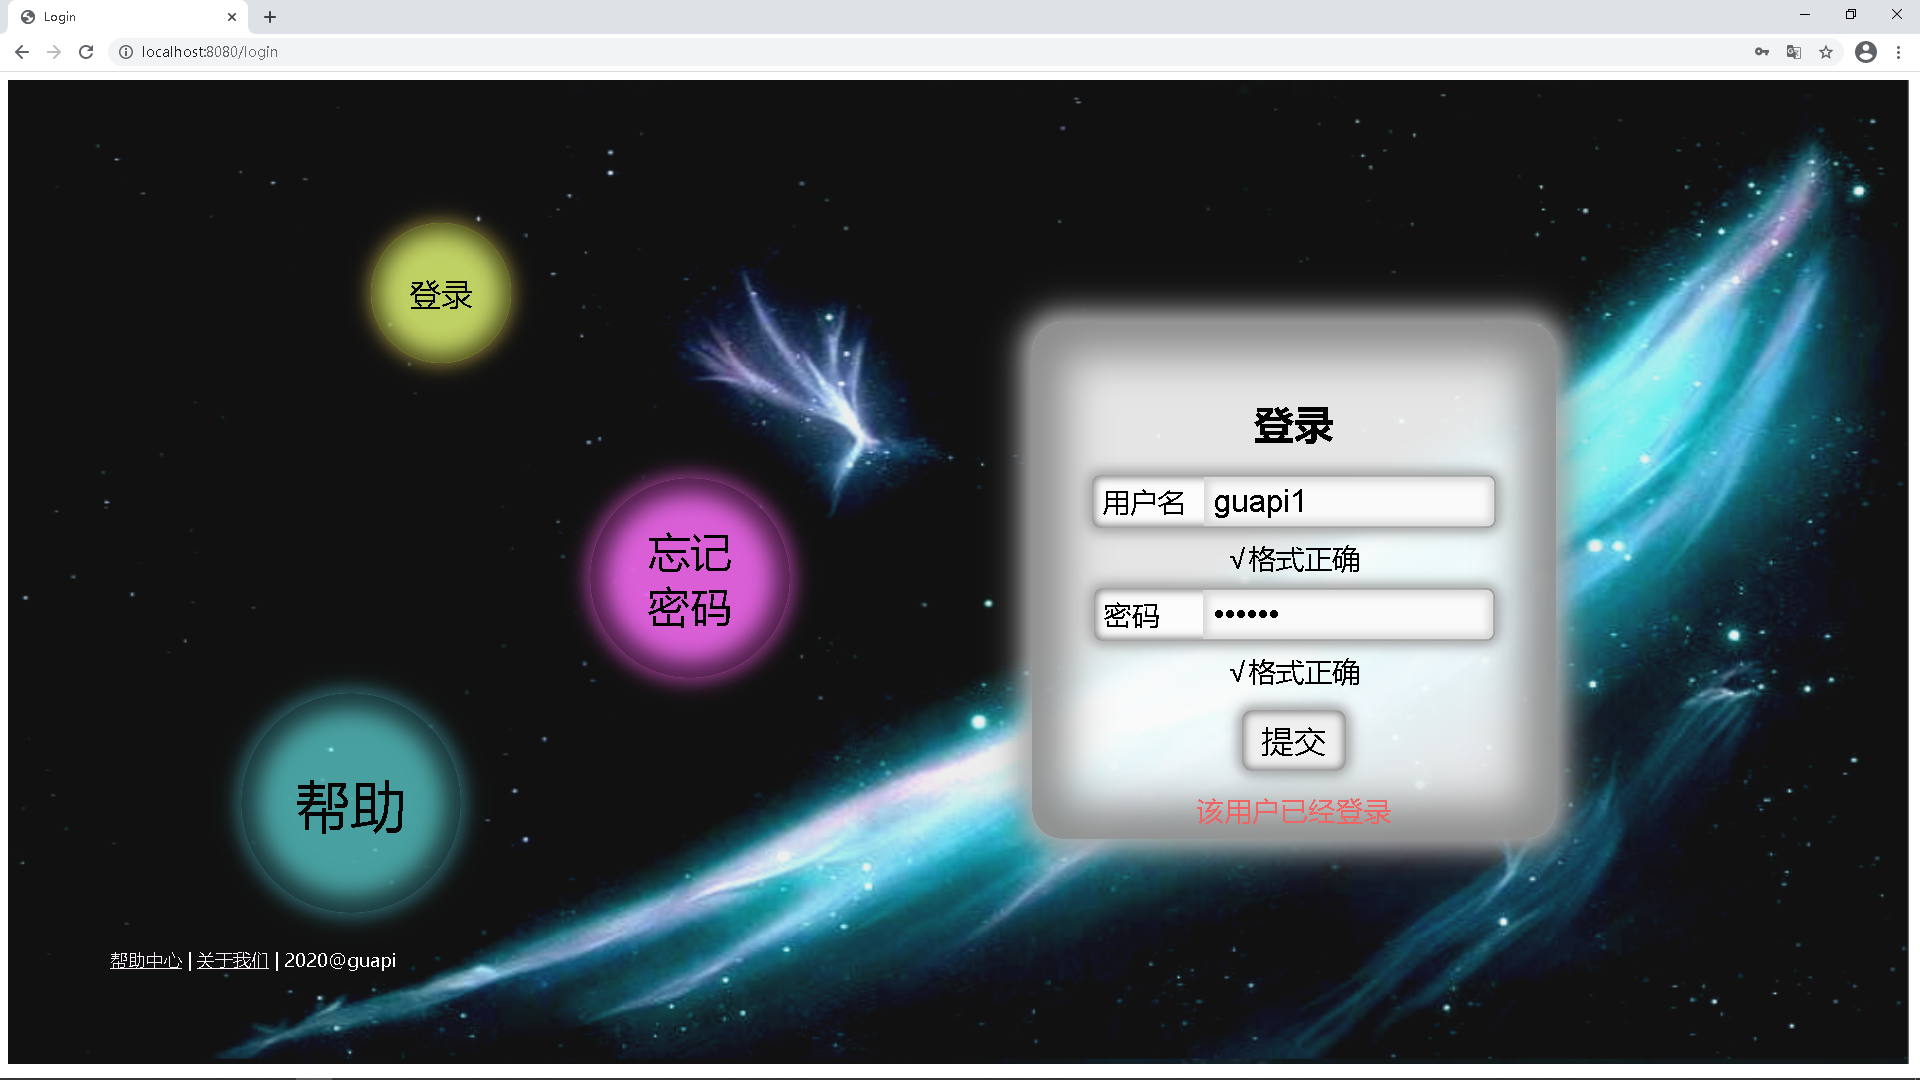 Login
localhost:8080/login
登录
忘记
密码
帮助
登录
用户名 guapi1
√格式正确
密码 ••••••
√格式正确
提交
该用户已经登录
帮助中心 | 关于我们 | 2020@guapi